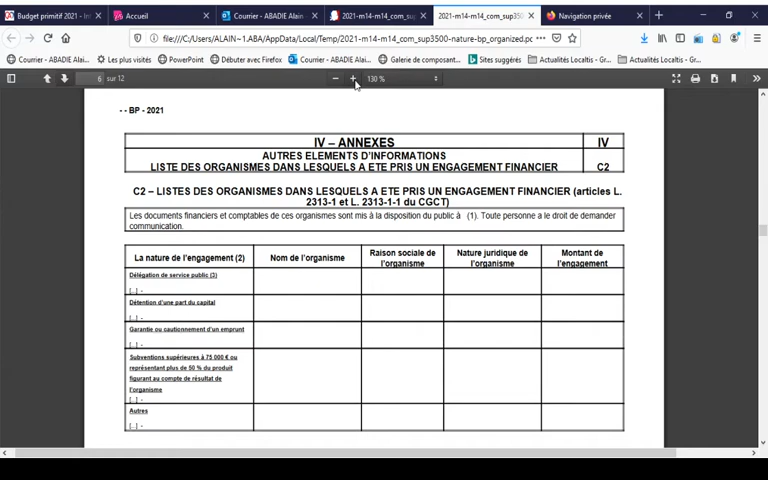 Budget primitif 2021 - In
Accueil
Courrier - ABADIE Alain
2021-m14-m14_com_sup
2021-m14-m14_com_sup3500
Navigation privée
file:///C:/Users/ALAIN~1.ABA/AppData/Local/Temp/2021-m14-m14_com_sup3500-nature-bp_organized.pc
Courrier - ABADIE Alai...
Les plus visités
PowerPoint
Débuter avec Firefox
Courrier - ABADIE Alai...
Galerie de composant...
Sites suggérés
Actualités Localtis - G...
Actualités Localtis - G...
6 sur 12
130 %
- - BP - 2021
IV – ANNEXES IV
AUTRES ELEMENTS D'INFORMATIONS
LISTE DES ORGANISMES DANS LESQUELS A ETE PRIS UN ENGAGEMENT FINANCIER C2
C2 – LISTES DES ORGANISMES DANS LESQUELS A ETE PRIS UN ENGAGEMENT FINANCIER (articles L.
2313-1 et L. 2313-1-1 du CGCT)
Les documents financiers et comptables de ces organismes sont mis à la disposition du public à (1). Toute personne a le droit de demander
communication.
La nature de l'engagement (2)
Nom de l'organisme
Raison sociale de
l'organisme
Nature juridique de
l'organisme
Montant de
l'engagement
Délégation de service public (3)
[...] -
Détention d'une part du capital
[...] -
Garantie ou cautionnement d'un emprunt
[...] -
Subventions supérieures à 75 000 € ou
représentant plus de 50 % du produit
figurant au compte de résultat de
l'organisme
[...] -
Autres
[...] -